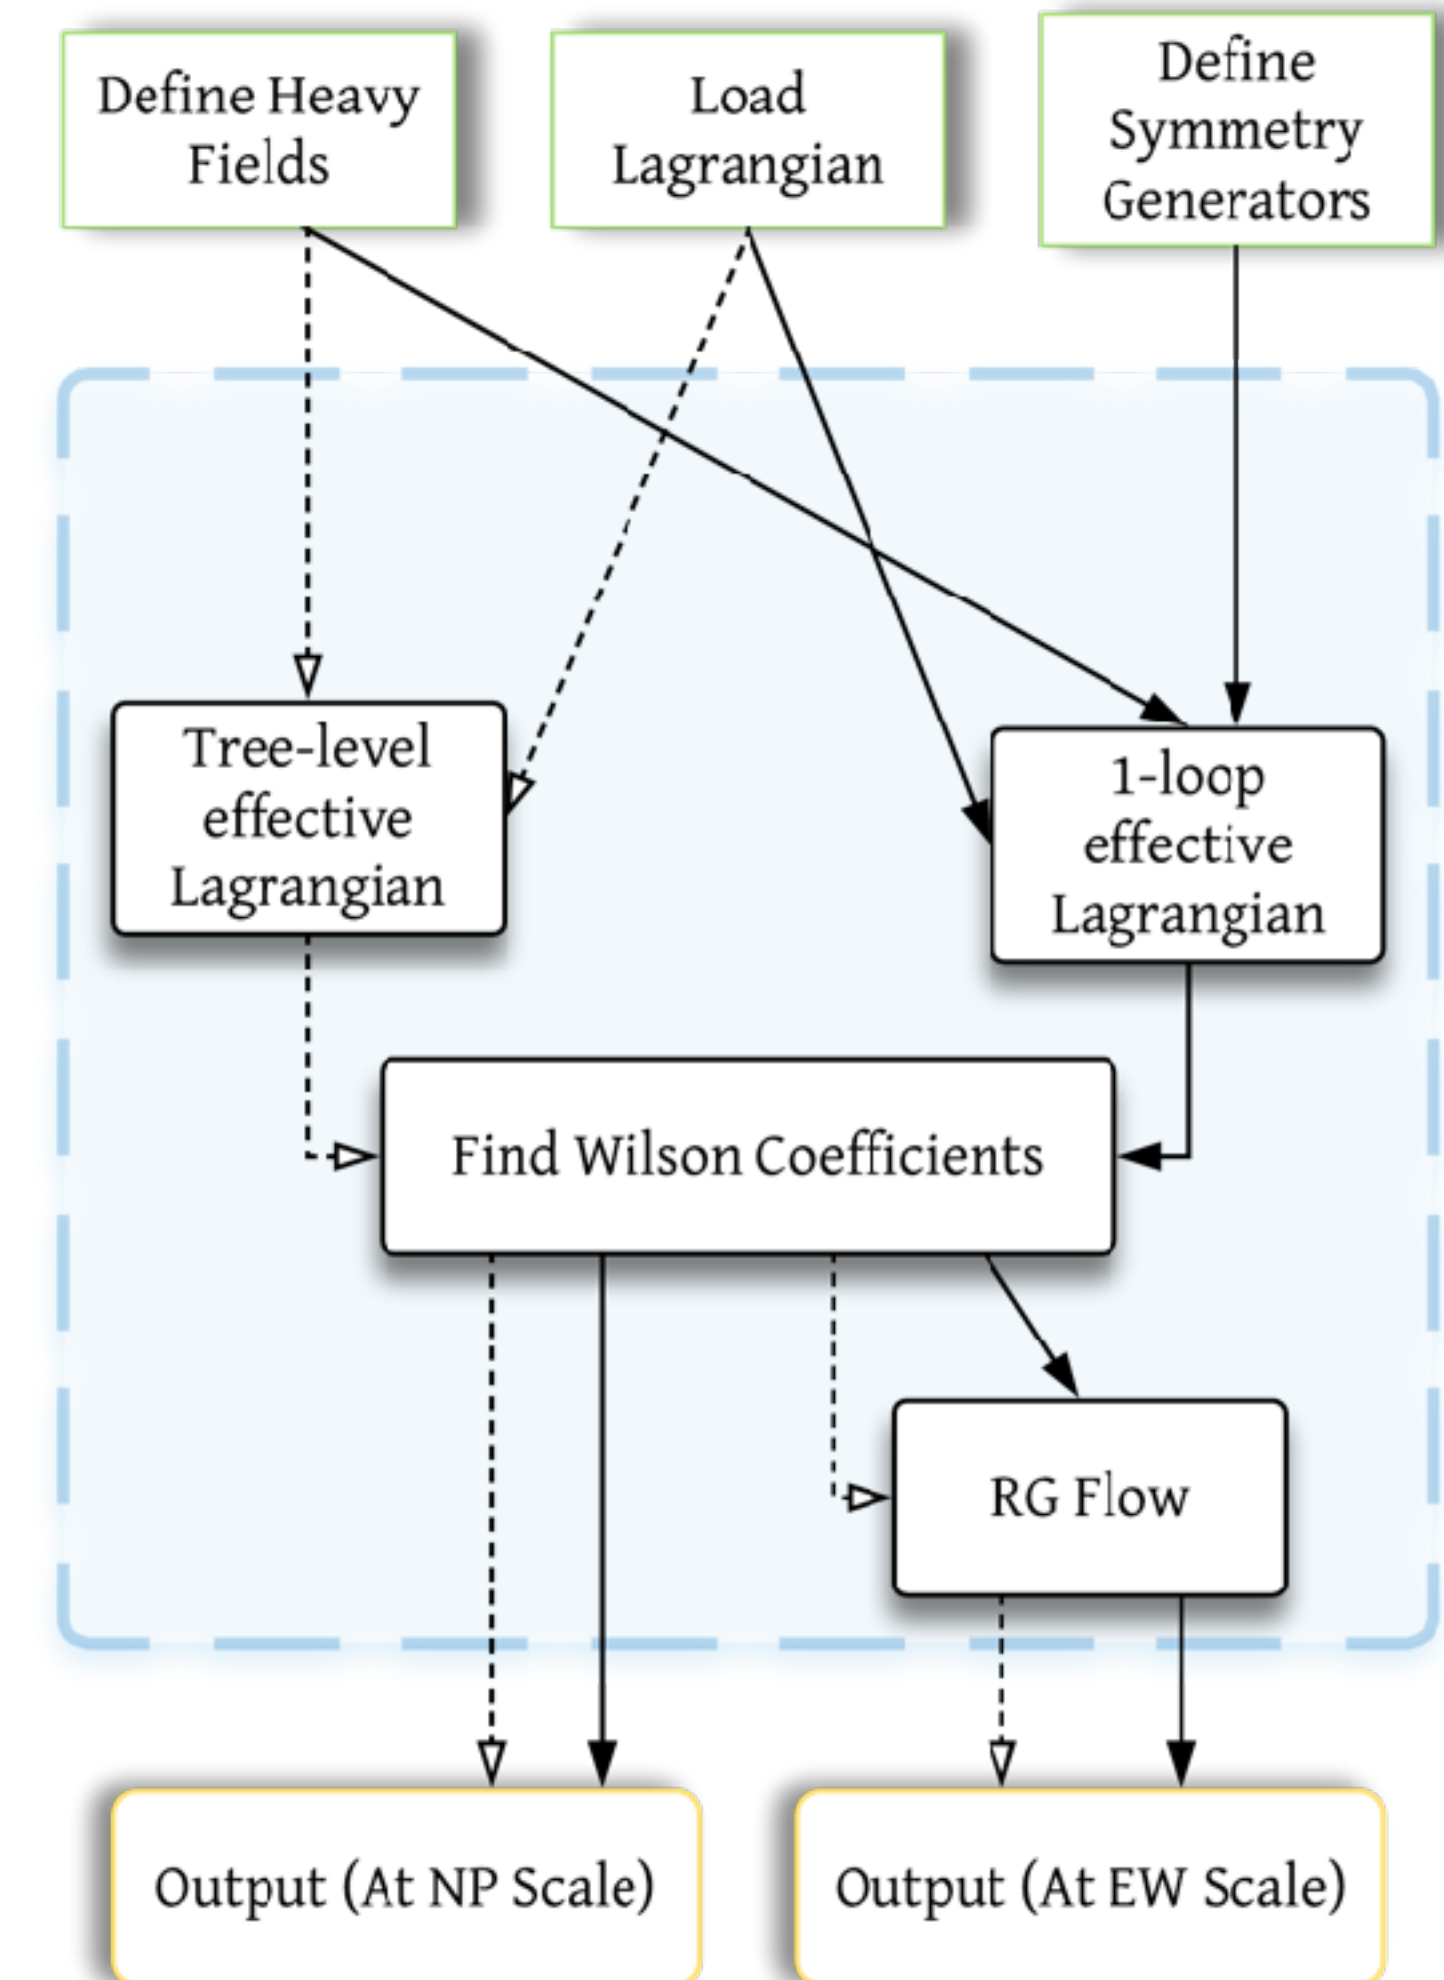 Define Heavy
Fields
Load
Lagrangian
Define
Symmetry
Generators
Tree-level
effective
Lagrangian
1-loop
effective
Lagrangian
Find Wilson Coefficients
RG Flow
Output (At NP Scale)
Output (At EW Scale)